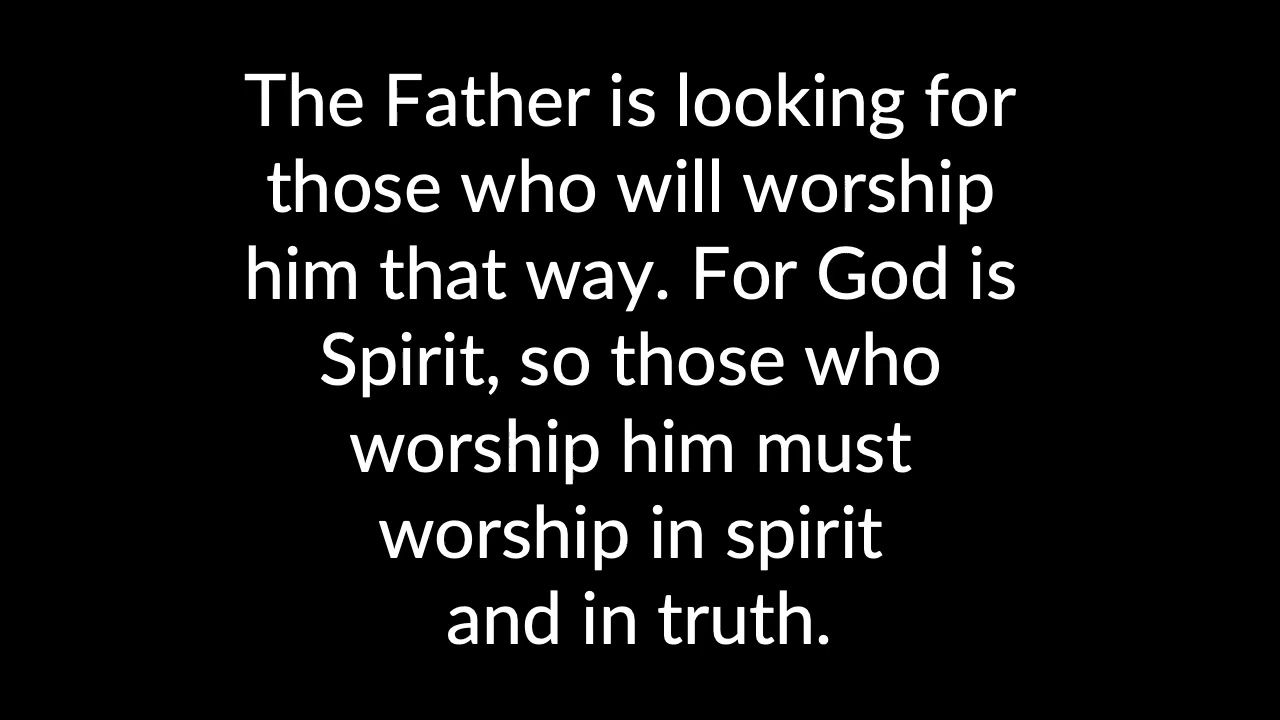 The Father is looking for
those who will worship
him that way. For God is
Spirit, so those who
worship him must
worship in spirit
and in truth.